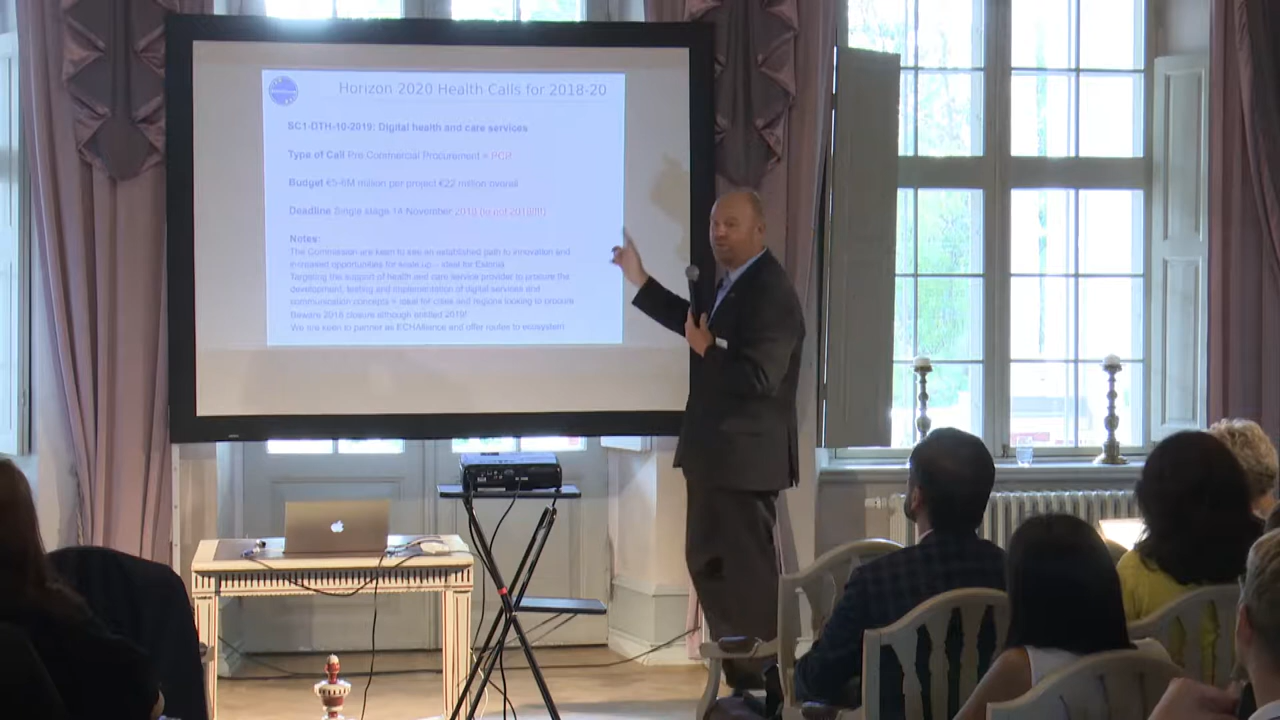 Horizon 2020 Health Calls for 2018-20
SC1-DTH-10-2019: Digital health and care services
Type of Call Pre Commercial Procurement = PCP
Budget €5-6M million per project €22 million overall
Deadline Single stage 14 November 2018 (ie not 2019!!!!)
Notes:
The Commission are keen to see an established path to innovation and
increased opportunities for scale up – ideal for Estonia
Targeting the support of health and care service provider to procure the
development, testing and implementation of digital services and
communication concepts = ideal for cities and regions looking to procure
Beware 2018 closure although entitled 2019!
We are keen to partner as ECHAlliance and offer routes to ecosystem